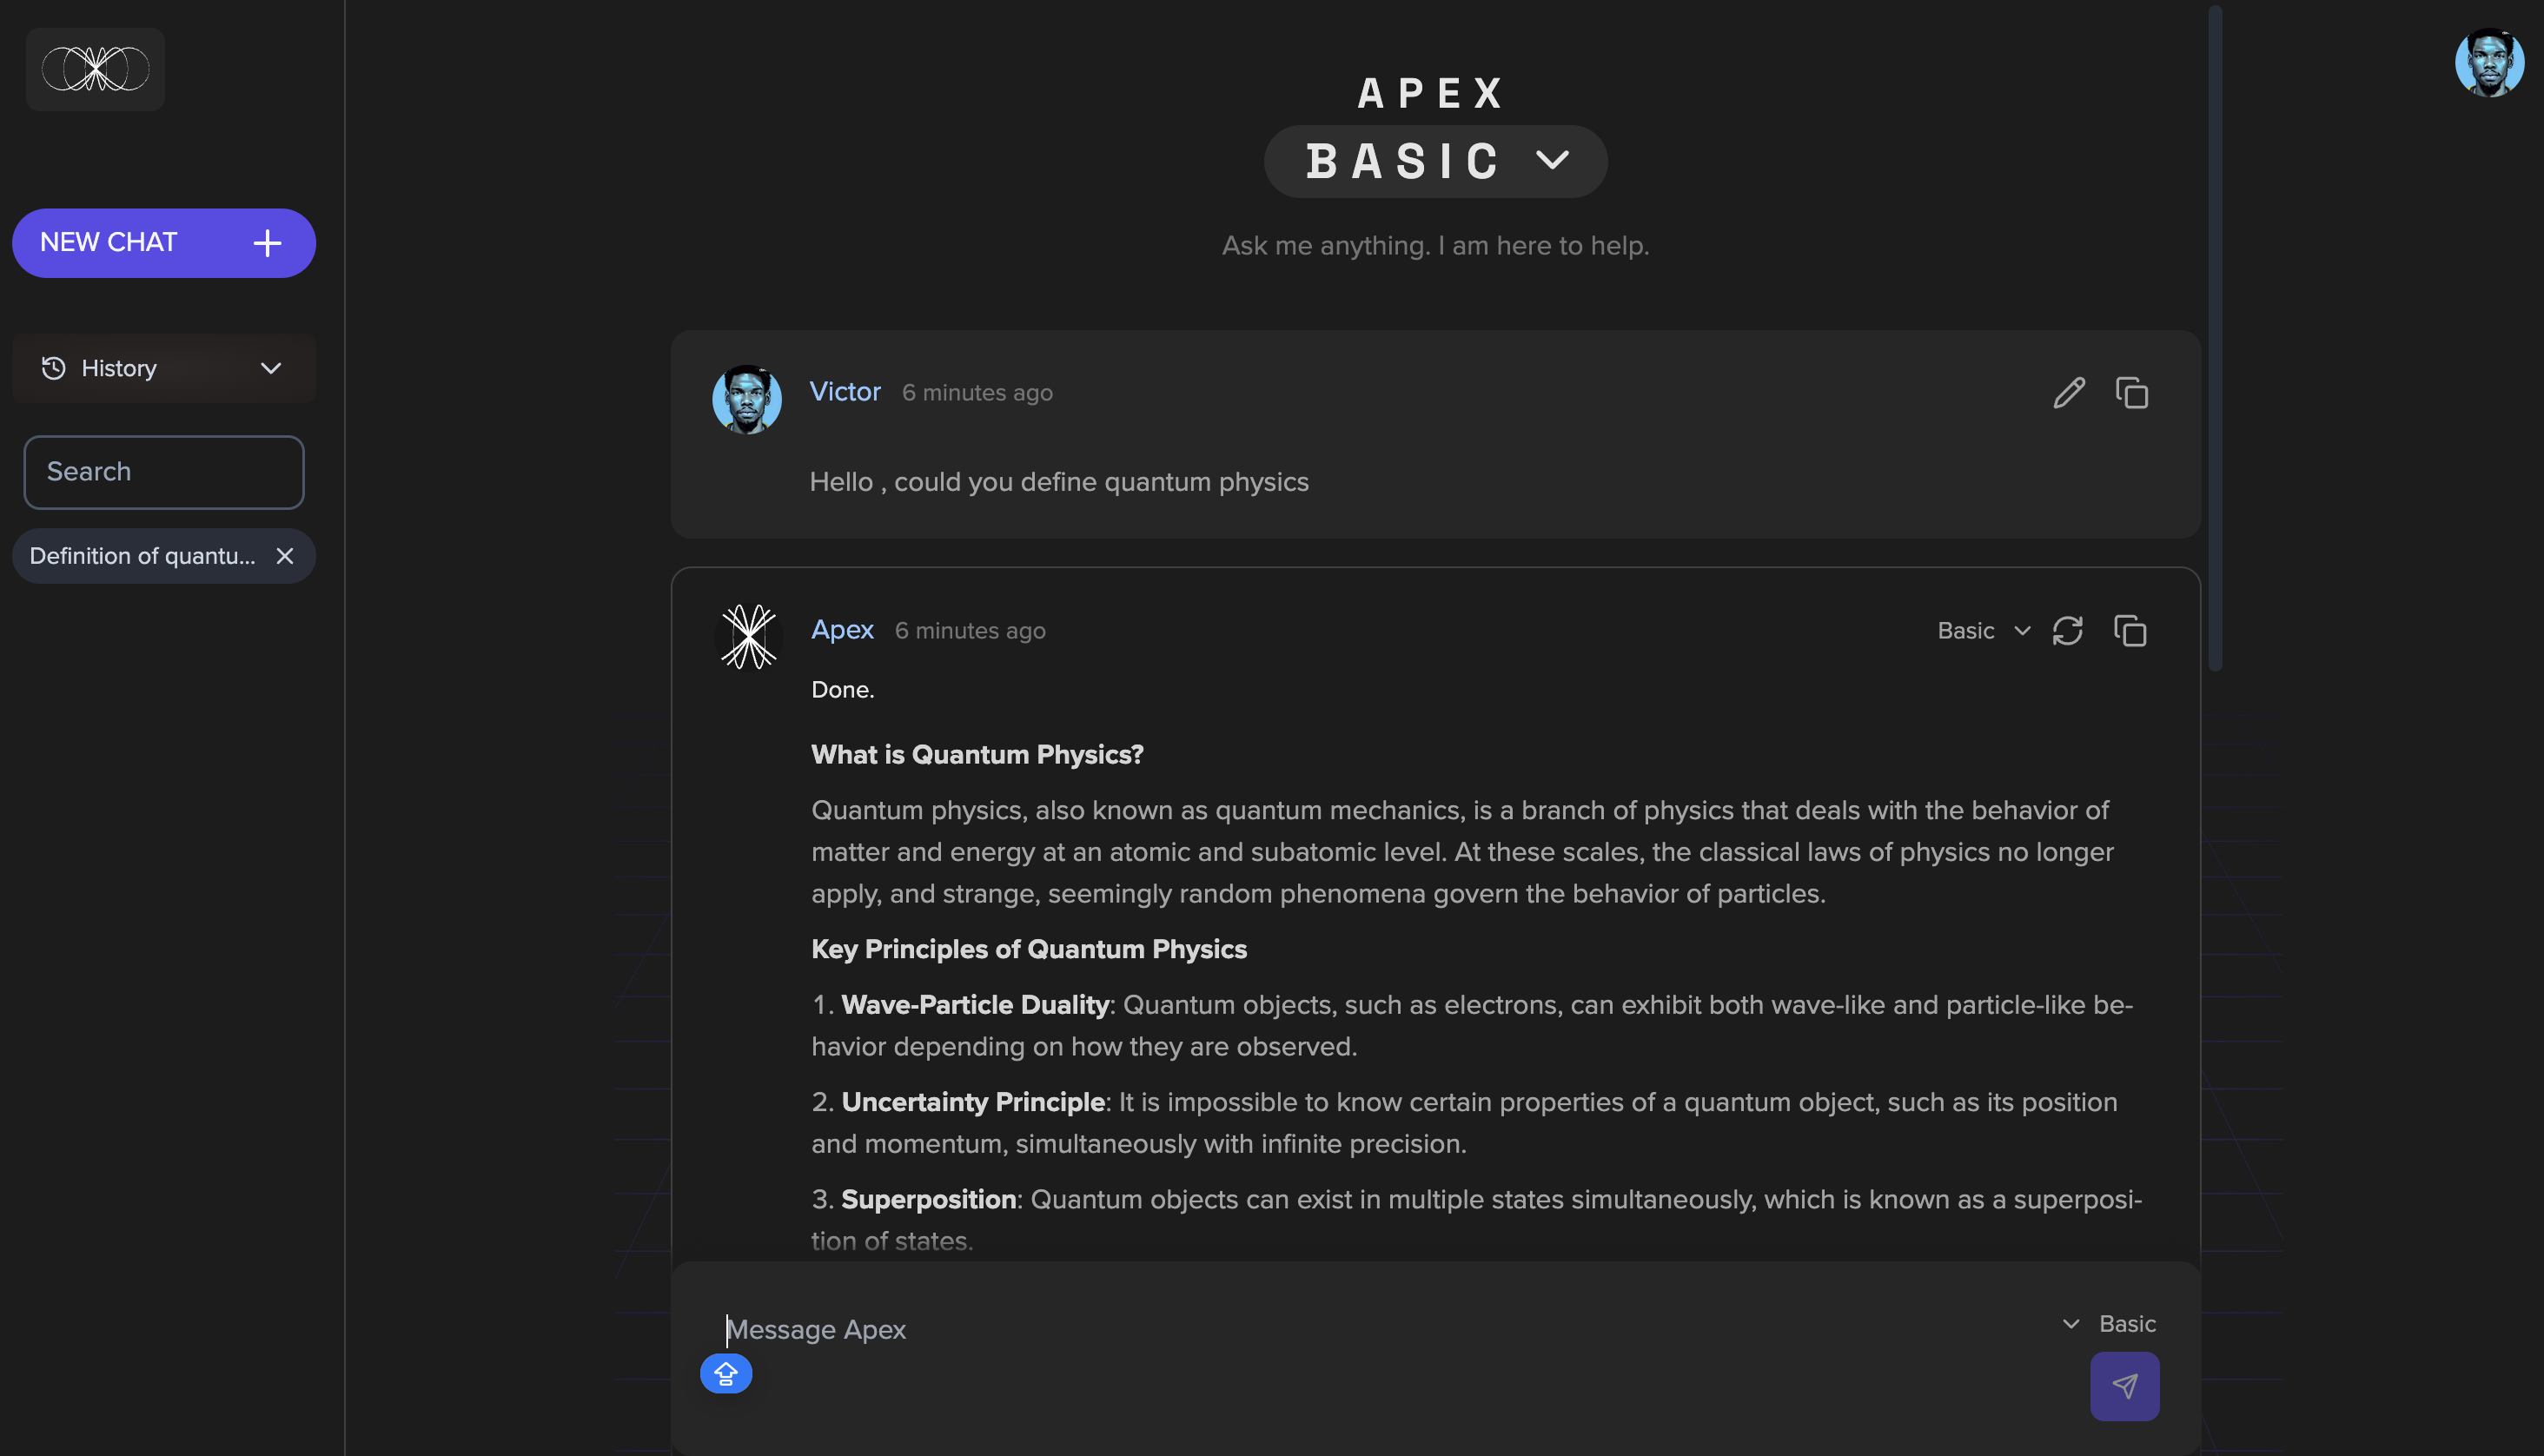 NEW CHAT
History
Search
Definition of quantu...
APEX
BASIC
Ask me anything. I am here to help.
Victor 6 minutes ago
Hello , could you define quantum physics
Apex 6 minutes ago
Basic
Done.
What is Quantum Physics?
Quantum physics, also known as quantum mechanics, is a branch of physics that deals with the behavior of
matter and energy at an atomic and subatomic level. At these scales, the classical laws of physics no longer
apply, and strange, seemingly random phenomena govern the behavior of particles.
Key Principles of Quantum Physics
1. Wave-Particle Duality: Quantum objects, such as electrons, can exhibit both wave-like and particle-like be-
havior depending on how they are observed.
2. Uncertainty Principle: It is impossible to know certain properties of a quantum object, such as its position
and momentum, simultaneously with infinite precision.
3. Superposition: Quantum objects can exist in multiple states simultaneously, which is known as a superposi-
tion of states.
Message Apex
Basic